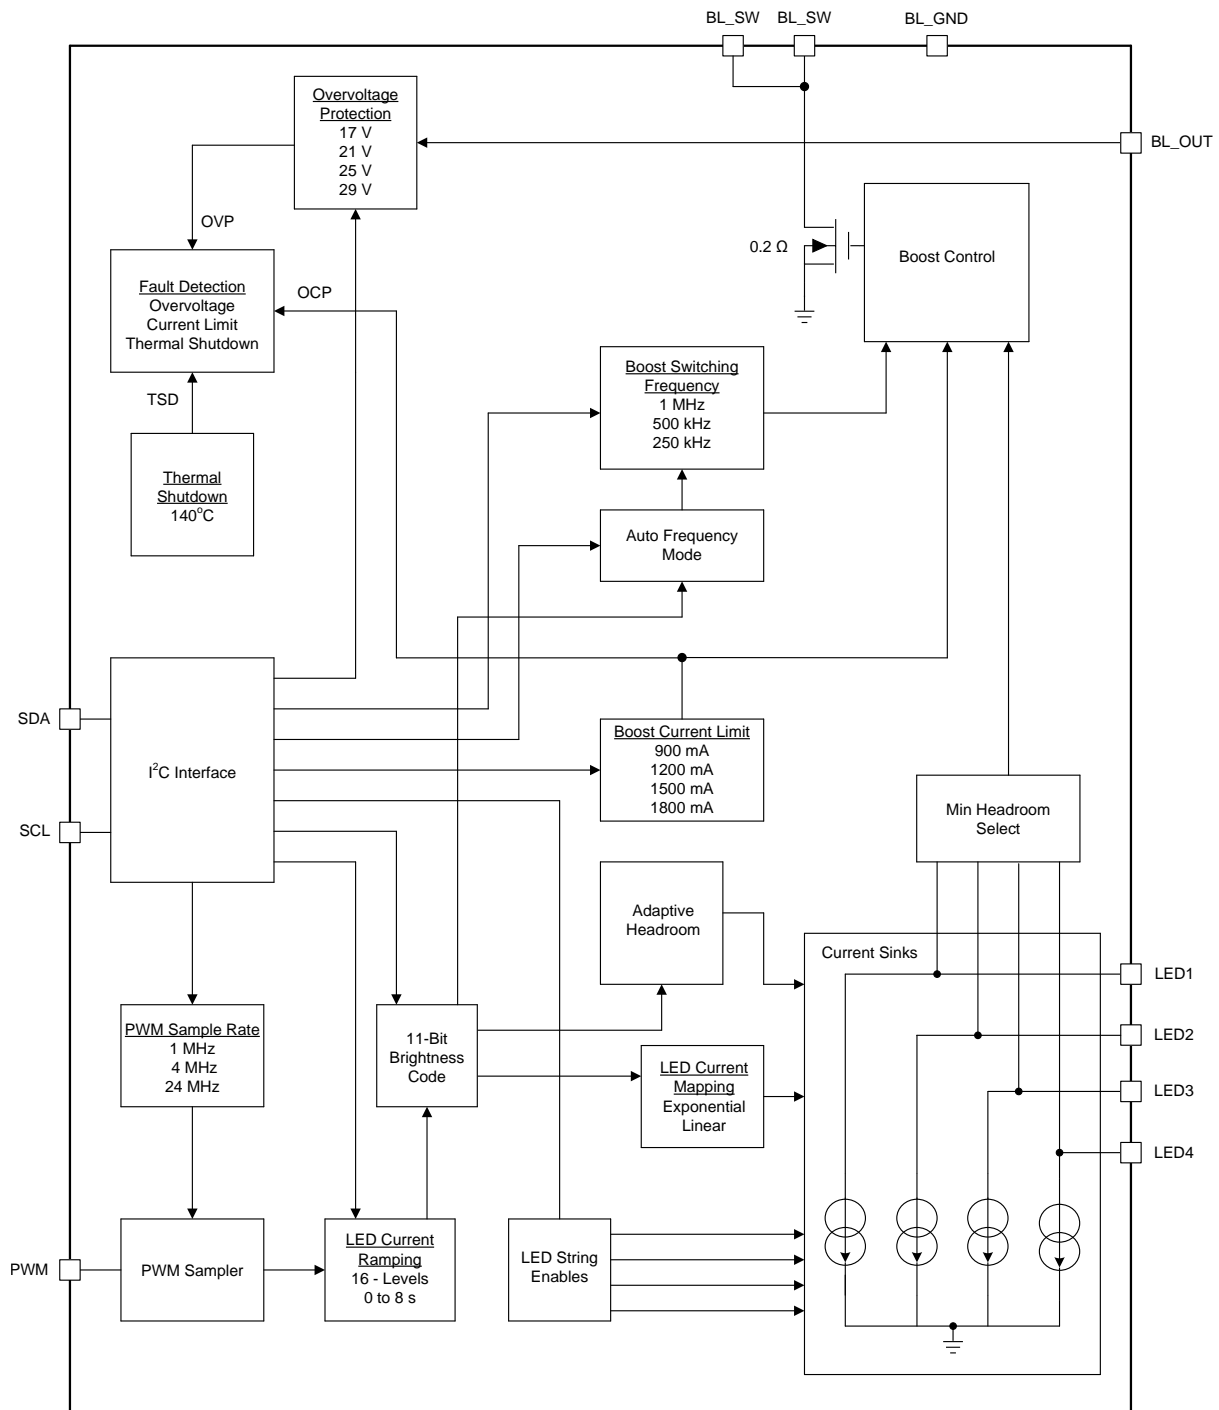 BL_SW
BL_SW
BL_GND
Overvoltage
Protection
17 V
21 V
25 V
29 V
BL_OUT
OVP
0.2 Ω
Boost Control
Fault Detection
Overvoltage
Current Limit
Thermal Shutdown
OCP
TSD
Boost Switching
Frequency
1 MHz
500 kHz
250 kHz
Thermal
Shutdown
140°C
Auto Frequency
Mode
SDA
SCL
I²C Interface
Boost Current Limit
900 mA
1200 mA
1500 mA
1800 mA
Min Headroom
Select
Adaptive
Headroom
Current Sinks
LED1
LED2
LED3
LED4
PWM Sample Rate
1 MHz
4 MHz
24 MHz
11-Bit
Brightness
Code
LED Current
Mapping
Exponential
Linear
PWM
PWM Sampler
LED Current
Ramping
16 - Levels
0 to 8 s
LED String
Enables